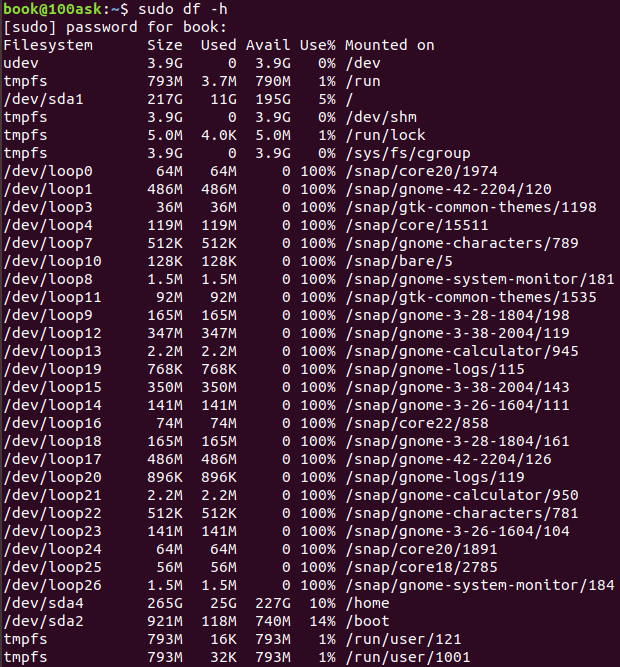 book@100ask:~$ sudo df -h
[sudo] password for book:
Filesystem      Size  Used Avail Use% Mounted on
udev            3.9G     0  3.9G   0% /dev
tmpfs           793M  3.7M  790M   1% /run
/dev/sda1       217G   11G  195G   5% /
tmpfs           3.9G     0  3.9G   0% /dev/shm
tmpfs           5.0M  4.0K  5.0M   1% /run/lock
tmpfs           3.9G     0  3.9G   0% /sys/fs/cgroup
/dev/loop0       64M   64M     0 100% /snap/core20/1974
/dev/loop1      486M  486M     0 100% /snap/gnome-42-2204/120
/dev/loop3       36M   36M     0 100% /snap/gtk-common-themes/1198
/dev/loop4      119M  119M     0 100% /snap/core/15511
/dev/loop7      512K  512K     0 100% /snap/gnome-characters/789
/dev/loop10     128K  128K     0 100% /snap/bare/5
/dev/loop8      1.5M  1.5M     0 100% /snap/gnome-system-monitor/181
/dev/loop11      92M   92M     0 100% /snap/gtk-common-themes/1535
/dev/loop9      165M  165M     0 100% /snap/gnome-3-28-1804/198
/dev/loop12     347M  347M     0 100% /snap/gnome-3-38-2004/119
/dev/loop13     2.2M  2.2M     0 100% /snap/gnome-calculator/945
/dev/loop19     768K  768K     0 100% /snap/gnome-logs/115
/dev/loop15     350M  350M     0 100% /snap/gnome-3-38-2004/143
/dev/loop14     141M  141M     0 100% /snap/gnome-3-26-1604/111
/dev/loop16      74M   74M     0 100% /snap/core22/858
/dev/loop18     165M  165M     0 100% /snap/gnome-3-28-1804/161
/dev/loop17     486M  486M     0 100% /snap/gnome-42-2204/126
/dev/loop20     896K  896K     0 100% /snap/gnome-logs/119
/dev/loop21     2.2M  2.2M     0 100% /snap/gnome-calculator/950
/dev/loop22     512K  512K     0 100% /snap/gnome-characters/781
/dev/loop23     141M  141M     0 100% /snap/gnome-3-26-1604/104
/dev/loop24      64M   64M     0 100% /snap/core20/1891
/dev/loop25      56M   56M     0 100% /snap/core18/2785
/dev/loop26     1.5M  1.5M     0 100% /snap/gnome-system-monitor/184
/dev/sda4       265G   25G  227G  10% /home
/dev/sda2       921M  118M  740M  14% /boot
tmpfs           793M   16K  793M   1% /run/user/121
tmpfs           793M   32K  793M   1% /run/user/1001